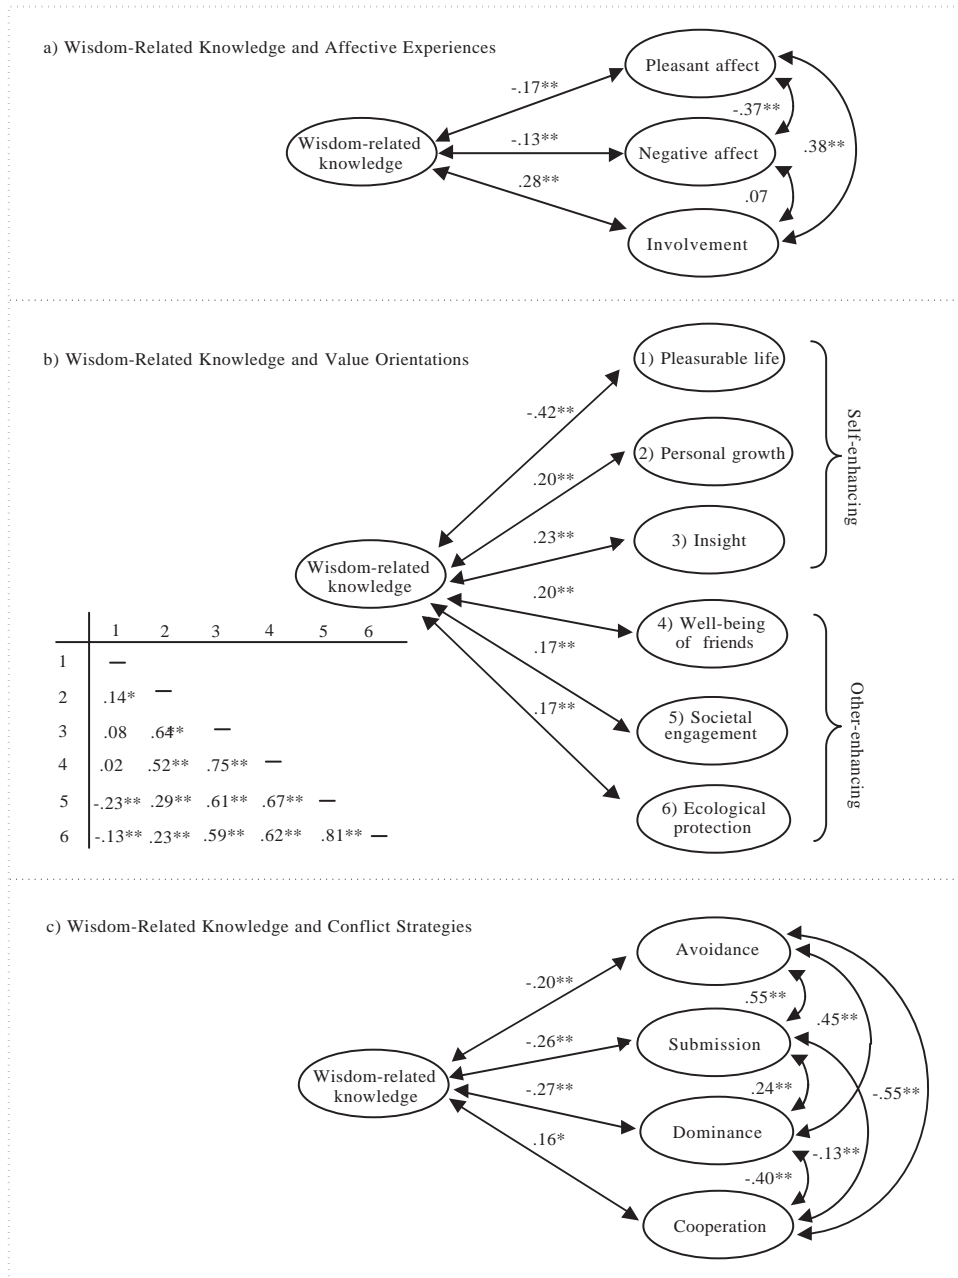 a) Wisdom-Related Knowledge and Affective Experiences
Pleasant affect
-.17**
-.37**
Wisdom-related
knowledge
-.13**
Negative affect
.38**
.28**
.07
Involvement
b) Wisdom-Related Knowledge and Value Orientations
1) Pleasurable life
-.42**
Self-enhancing
2) Personal growth
.20**
.23**
3) Insight
Wisdom-related
knowledge
.20**
4) Well-being
of friends
.17**
Other-enhancing
5) Societal
engagement
.17**
6) Ecological
protection
1 2 3 4 5 6
1 —
2 .14* —
3 .08 .64** —
4 .02 .52** .75** —
5 -.23** .29** .61** .67** —
6 -.13** .23** .59** .62** .81** —
c) Wisdom-Related Knowledge and Conflict Strategies
Avoidance
-.20**
.55**
.45**
-.26**
Submission
Wisdom-related
knowledge
-.27**
.24**
-.55**
Dominance
.16*
-.13**
-.40**
Cooperation